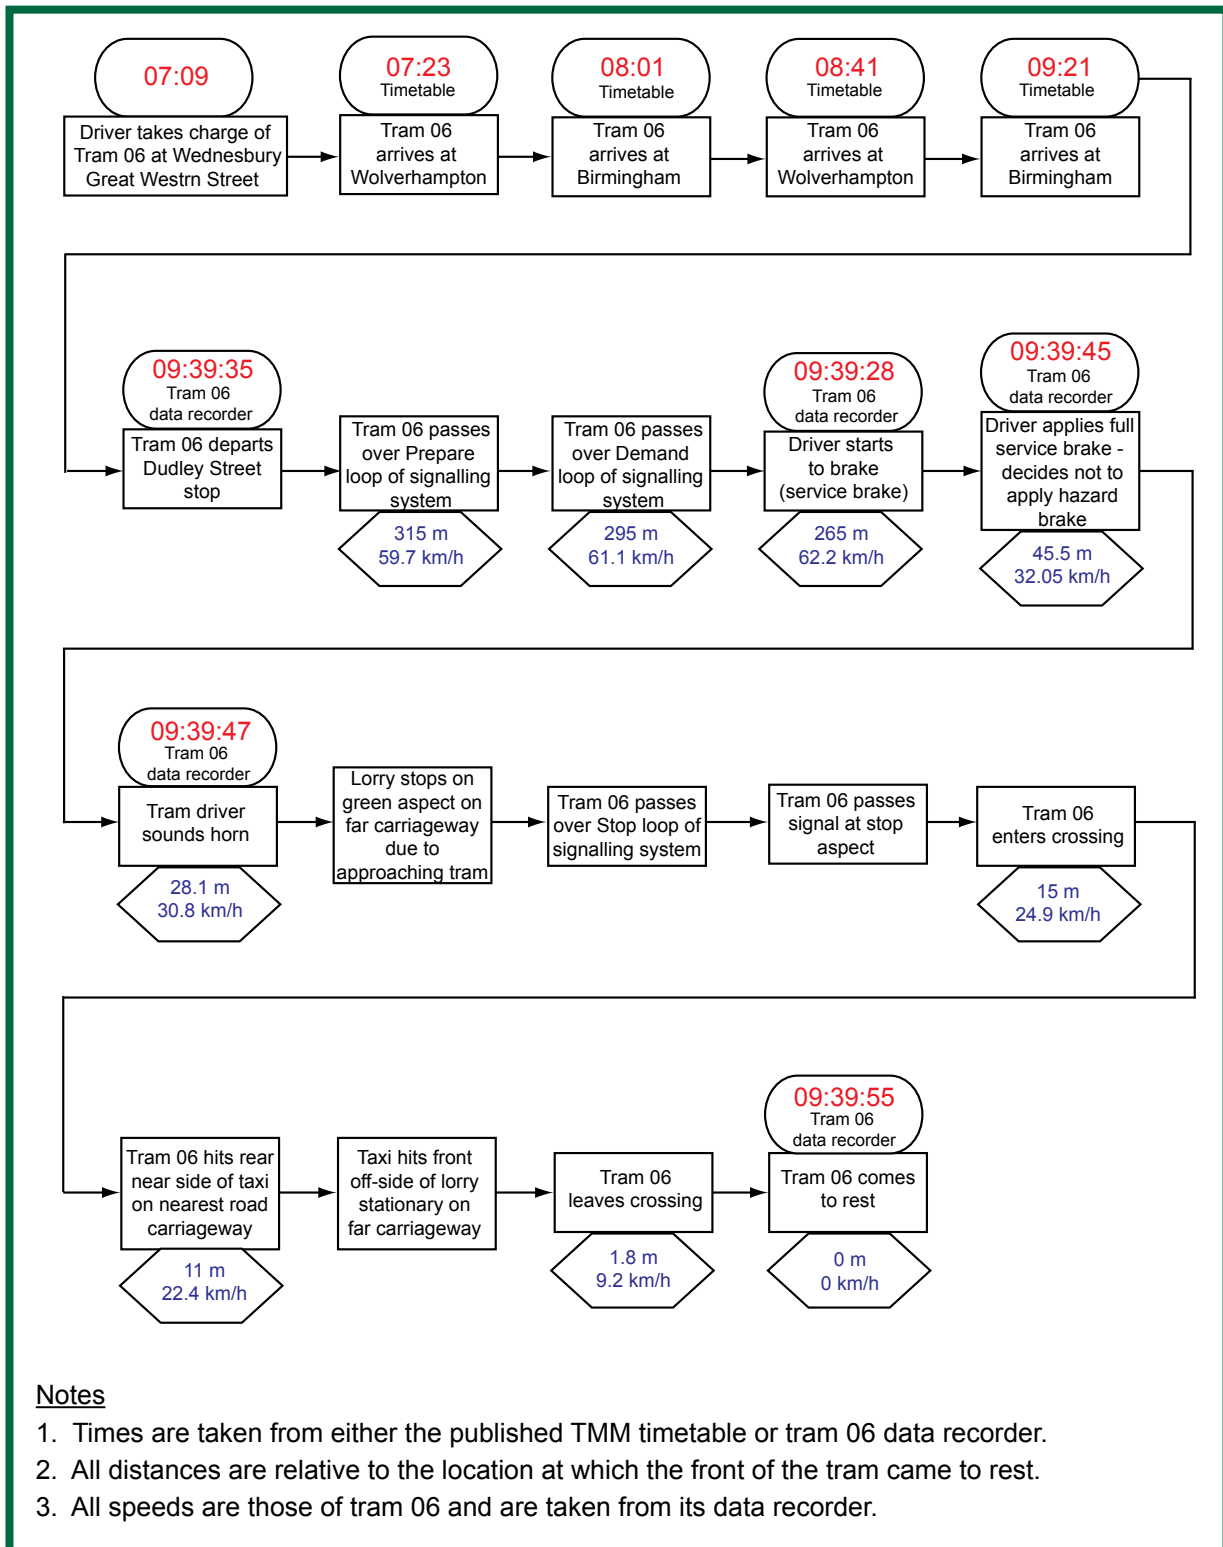 07:09
Driver takes charge of
Tram 06 at Wednesbury
Great Westrn Street
07:23
Timetable
Tram 06
arrives at
Wolverhampton
08:01
Timetable
Tram 06
arrives at
Birmingham
08:41
Timetable
Tram 06
arrives at
Wolverhampton
09:21
Timetable
Tram 06
arrives at
Birmingham
09:39:35
Tram 06
data recorder
Tram 06 departs
Dudley Street
stop
Tram 06 passes
over Prepare
loop of signalling
system
315 m
59.7 km/h
Tram 06 passes
over Demand
loop of signalling
system
295 m
61.1 km/h
09:39:28
Tram 06
data recorder
Driver starts
to brake
(service brake)
265 m
62.2 km/h
09:39:45
Tram 06
data recorder
Driver applies full
service brake -
decides not to
apply hazard
brake
45.5 m
32.05 km/h
09:39:47
Tram 06
data recorder
Tram driver
sounds horn
28.1 m
30.8 km/h
Lorry stops on
green aspect on
far carriageway
due to
approaching tram
Tram 06 passes
over Stop loop of
signalling system
Tram 06 passes
signal at stop
aspect
Tram 06
enters crossing
15 m
24.9 km/h
Tram 06 hits rear
near side of taxi
on nearest road
carriageway
11 m
22.4 km/h
Taxi hits front
off-side of lorry
stationary on
far carriageway
Tram 06
leaves crossing
1.8 m
9.2 km/h
09:39:55
Tram 06
data recorder
Tram 06 comes
to rest
0 m
0 km/h
Notes
1. Times are taken from either the published TMM timetable or tram 06 data recorder.
2. All distances are relative to the location at which the front of the tram came to rest.
3. All speeds are those of tram 06 and are taken from its data recorder.